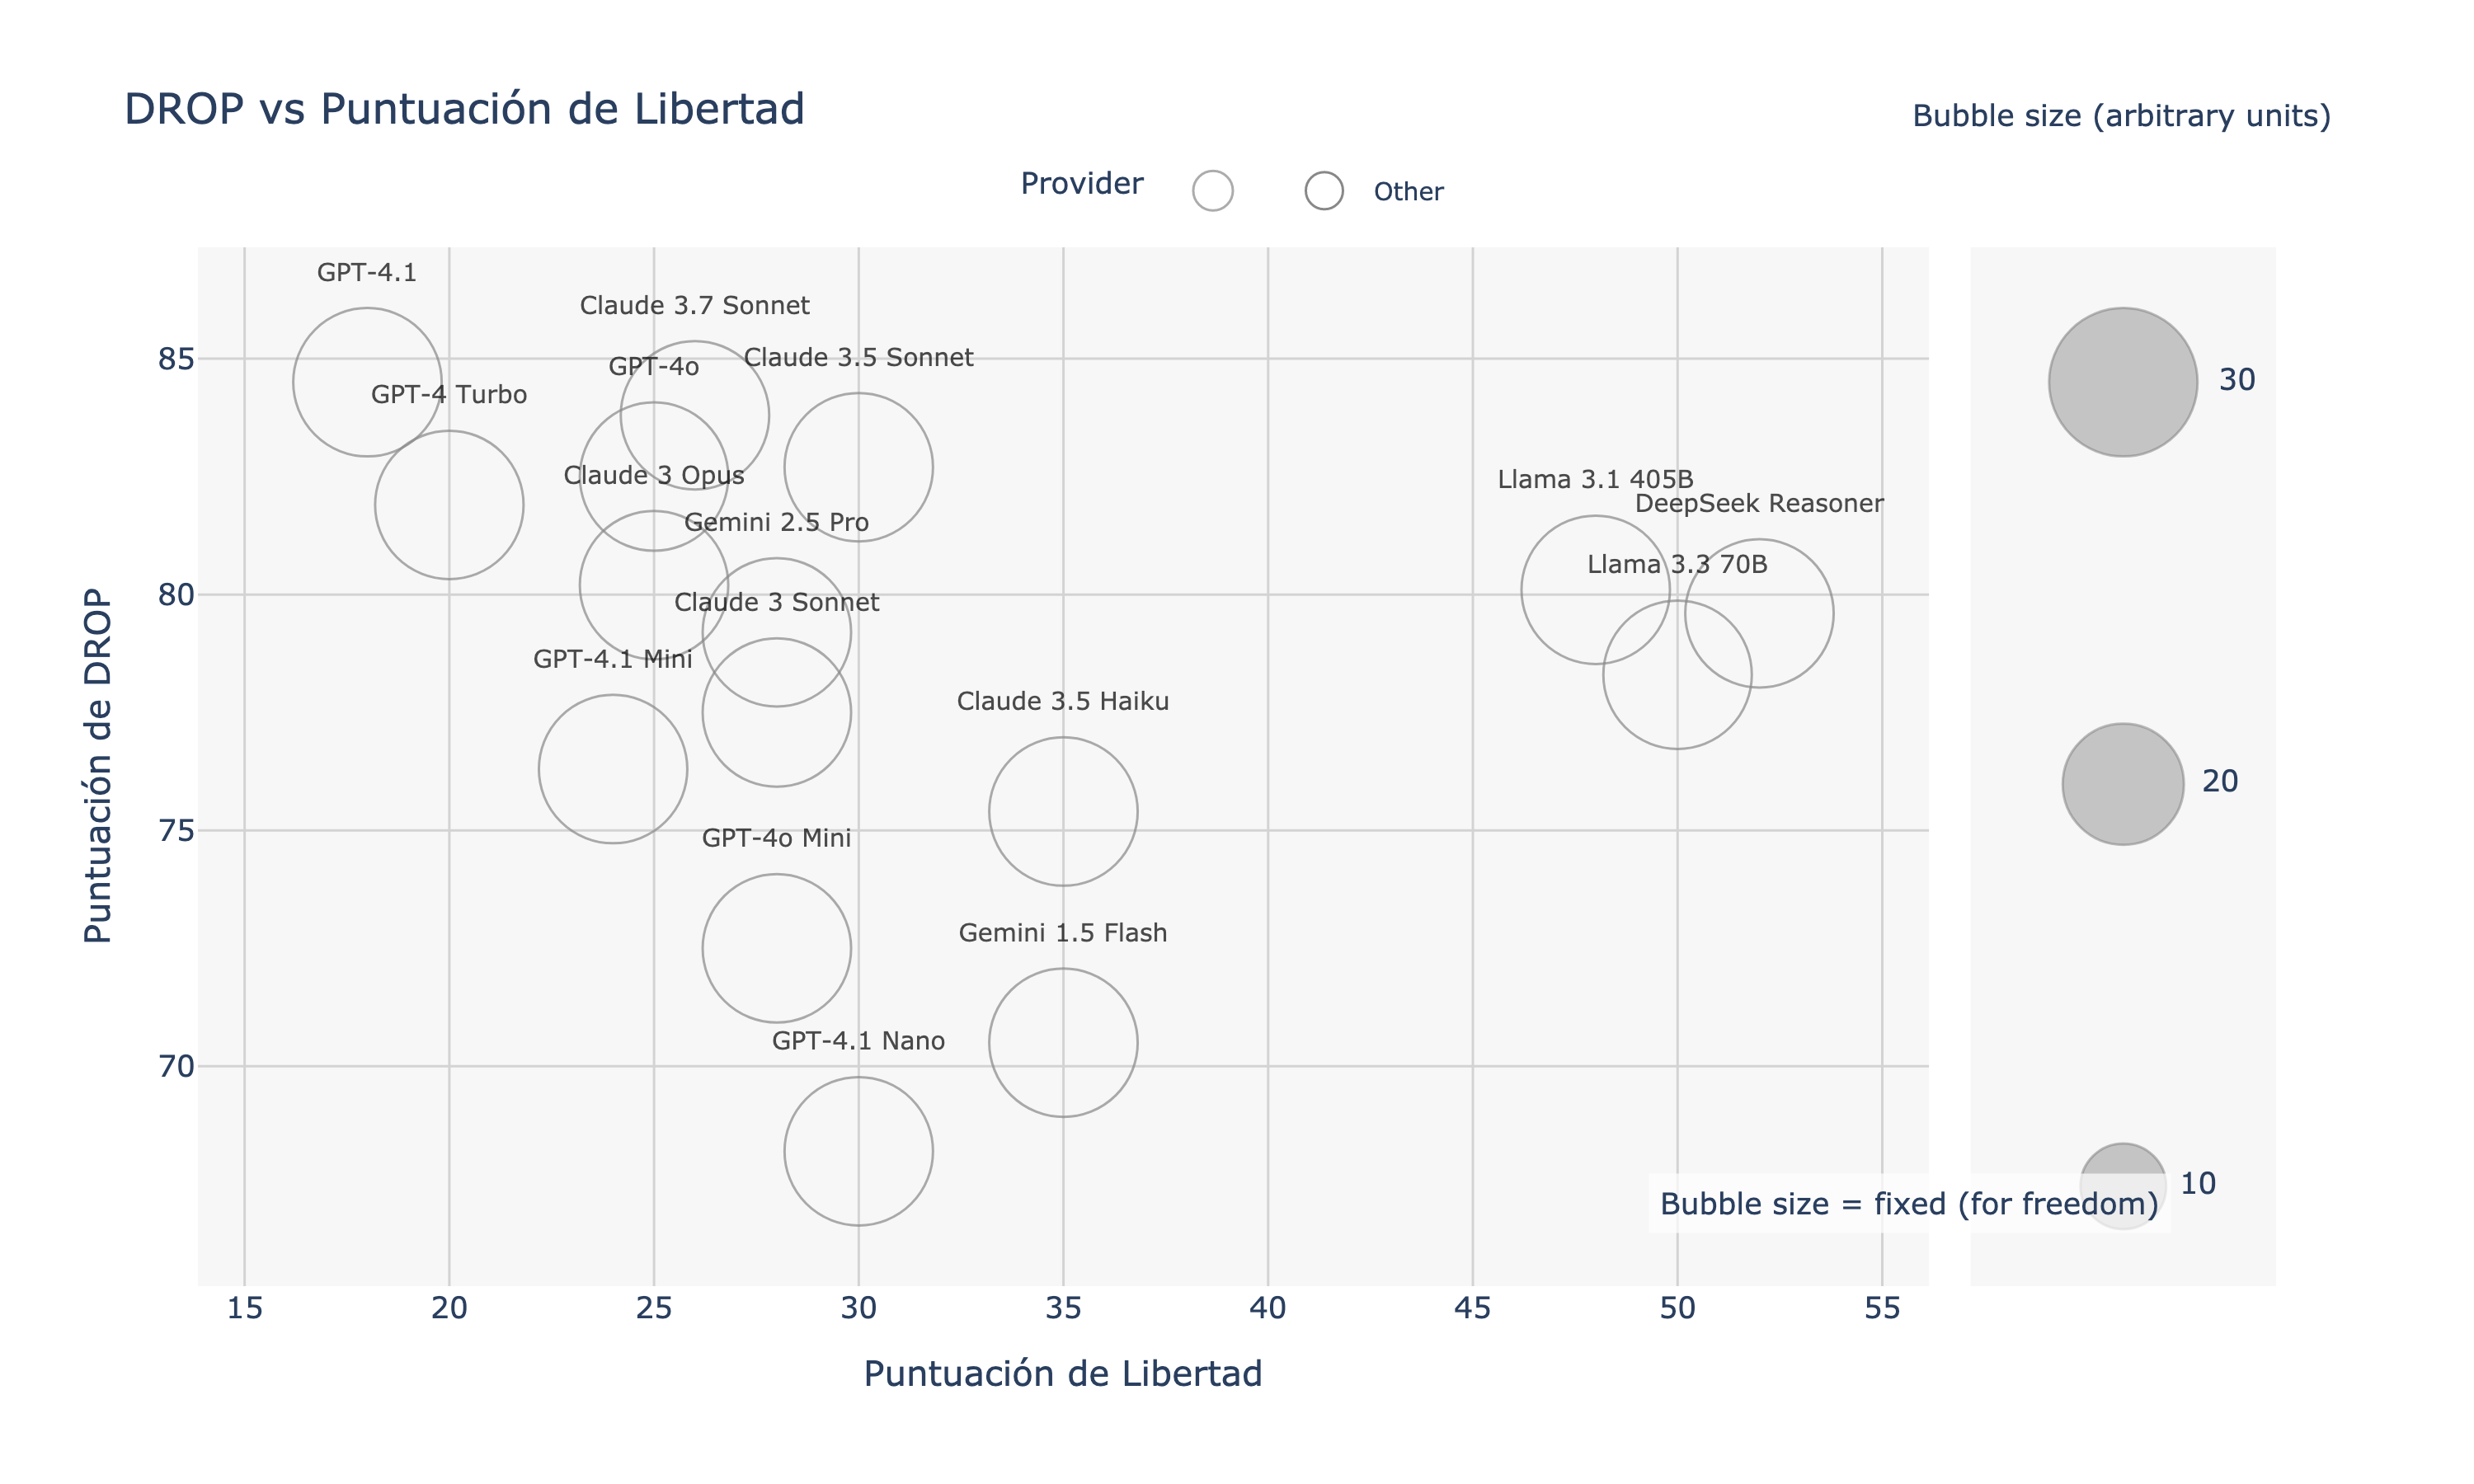 DROP vs Puntuación de Libertad
Bubble size (arbitrary units)
Provider
Other
GPT-4.1
Claude 3.7 Sonnet
GPT-4o
Claude 3.5 Sonnet
GPT-4 Turbo
Claude 3 Opus
Gemini 2.5 Pro
Claude 3 Sonnet
GPT-4.1 Mini
Llama 3.1 405B
DeepSeek Reasoner
Llama 3.3 70B
Claude 3.5 Haiku
GPT-4o Mini
Gemini 1.5 Flash
GPT-4.1 Nano
85
80
75
70
Puntuación de DROP
15 20 25 30 35 40 45 50 55
Puntuación de Libertad
30
20
10
Bubble size = fixed (for freedom)